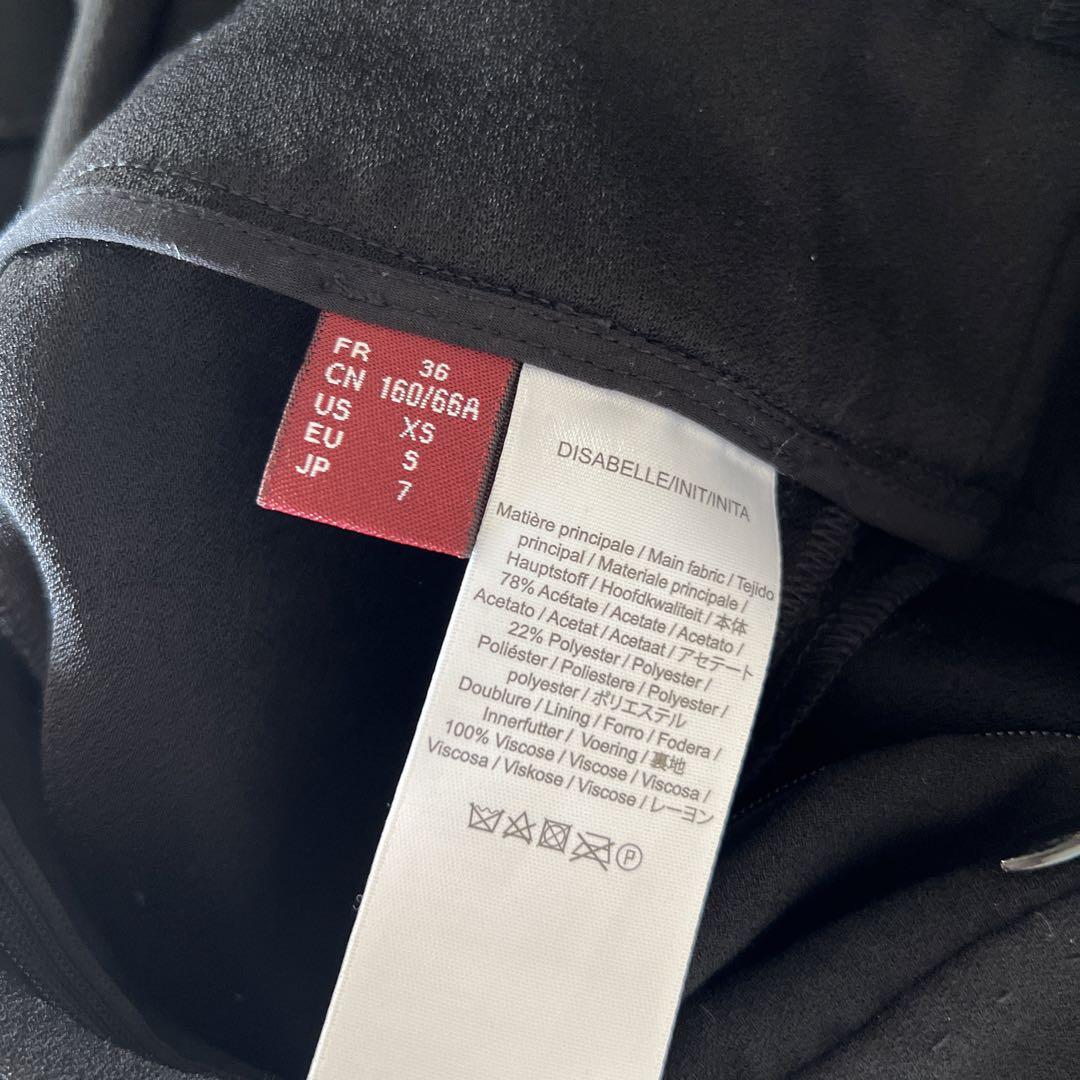 FR 36
CN 160/66A
US XS
EU S
JP 7
DISABELLE/INIT/INITA
Matière principale / Main fabric / Tejido
principal / Materiale principale /
Hauptstoff / Hoofdkwaliteit / 本体
78% Acétate / Acetate / Acetato /
Acetato / Acetat / Acetaat / アセテート
22% Polyester / Polyester /
Poliéster / Poliestere / Polyester /
polyester / ポリエステル
Doublure / Lining / Forro / Fodera /
Innerfutter / Voering / 裏地
100% Viscose / Viscose / Viscosa /
Viscosa / Viskose / Viscose / レーヨン
P